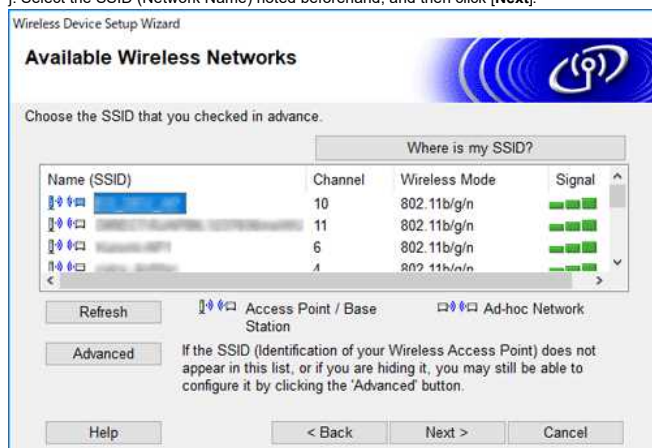 j. Select the SSID (Network Name) noted beforehand, and then click [Next].
Wireless Device Setup Wizard
Available Wireless Networks
Choose the SSID that you checked in advance.
Where is my SSID?
Name (SSID) Channel Wireless Mode Signal
10 802.11b/g/n
11 802.11b/g/n
6 802.11b/g/n
4 802.11b/g/n
Refresh Access Point / Base Station Ad-hoc Network
Advanced If the SSID (Identification of your Wireless Access Point) does not
appear in this list, or if you are hiding it, you may still be able to
configure it by clicking the 'Advanced' button.
Help < Back Next > Cancel